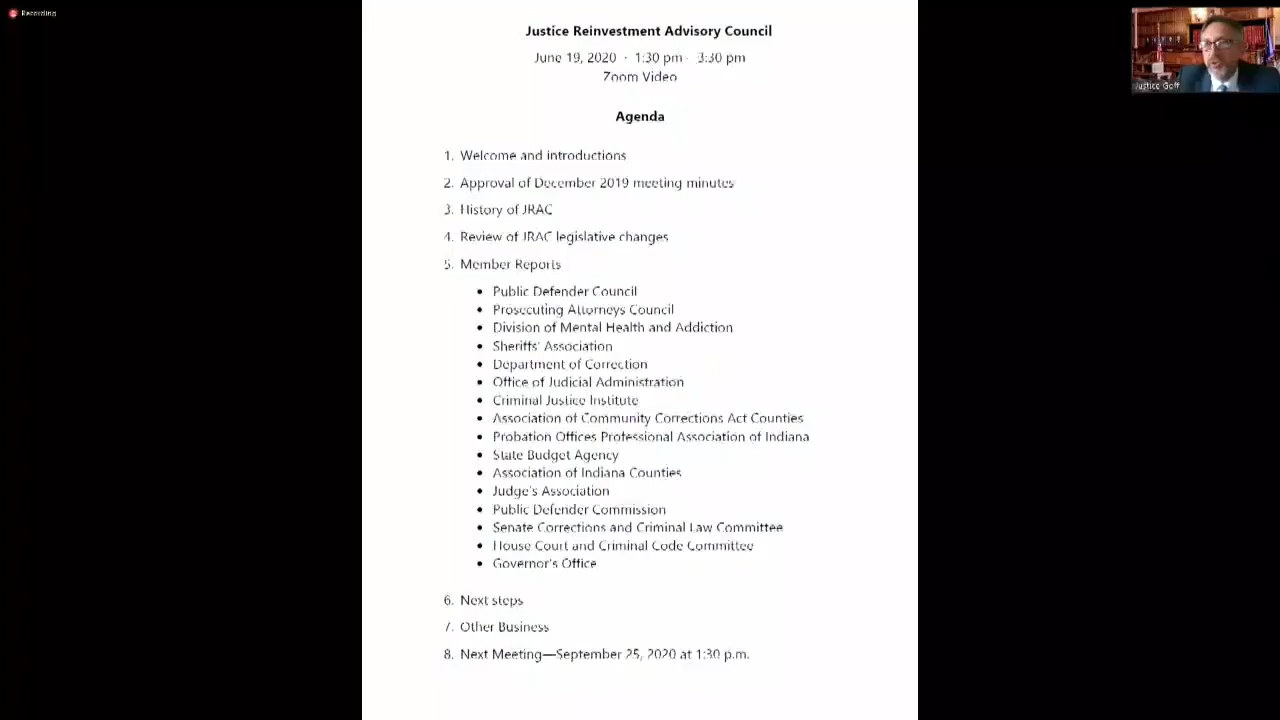 Recording
Justice Reinvestment Advisory Council
June 19, 2020 · 1:30 pm - 3:30 pm
Zoom Video
Justice Goff
Agenda
1. Welcome and introductions
2. Approval of December 2019 meeting minutes
3. History of JRAC
4. Review of JRAC legislative changes
5. Member Reports
• Public Defender Council
• Prosecuting Attorneys Council
• Division of Mental Health and Addiction
• Sheriffs' Association
• Department of Correction
• Office of Judicial Administration
• Criminal Justice Institute
• Association of Community Corrections Act Counties
• Probation Offices Professional Association of Indiana
• State Budget Agency
• Association of Indiana Counties
• Judge's Association
• Public Defender Commission
• Senate Corrections and Criminal Law Committee
• House Court and Criminal Code Committee
• Governor's Office
6. Next steps
7. Other Business
8. Next Meeting—September 25, 2020 at 1:30 p.m.